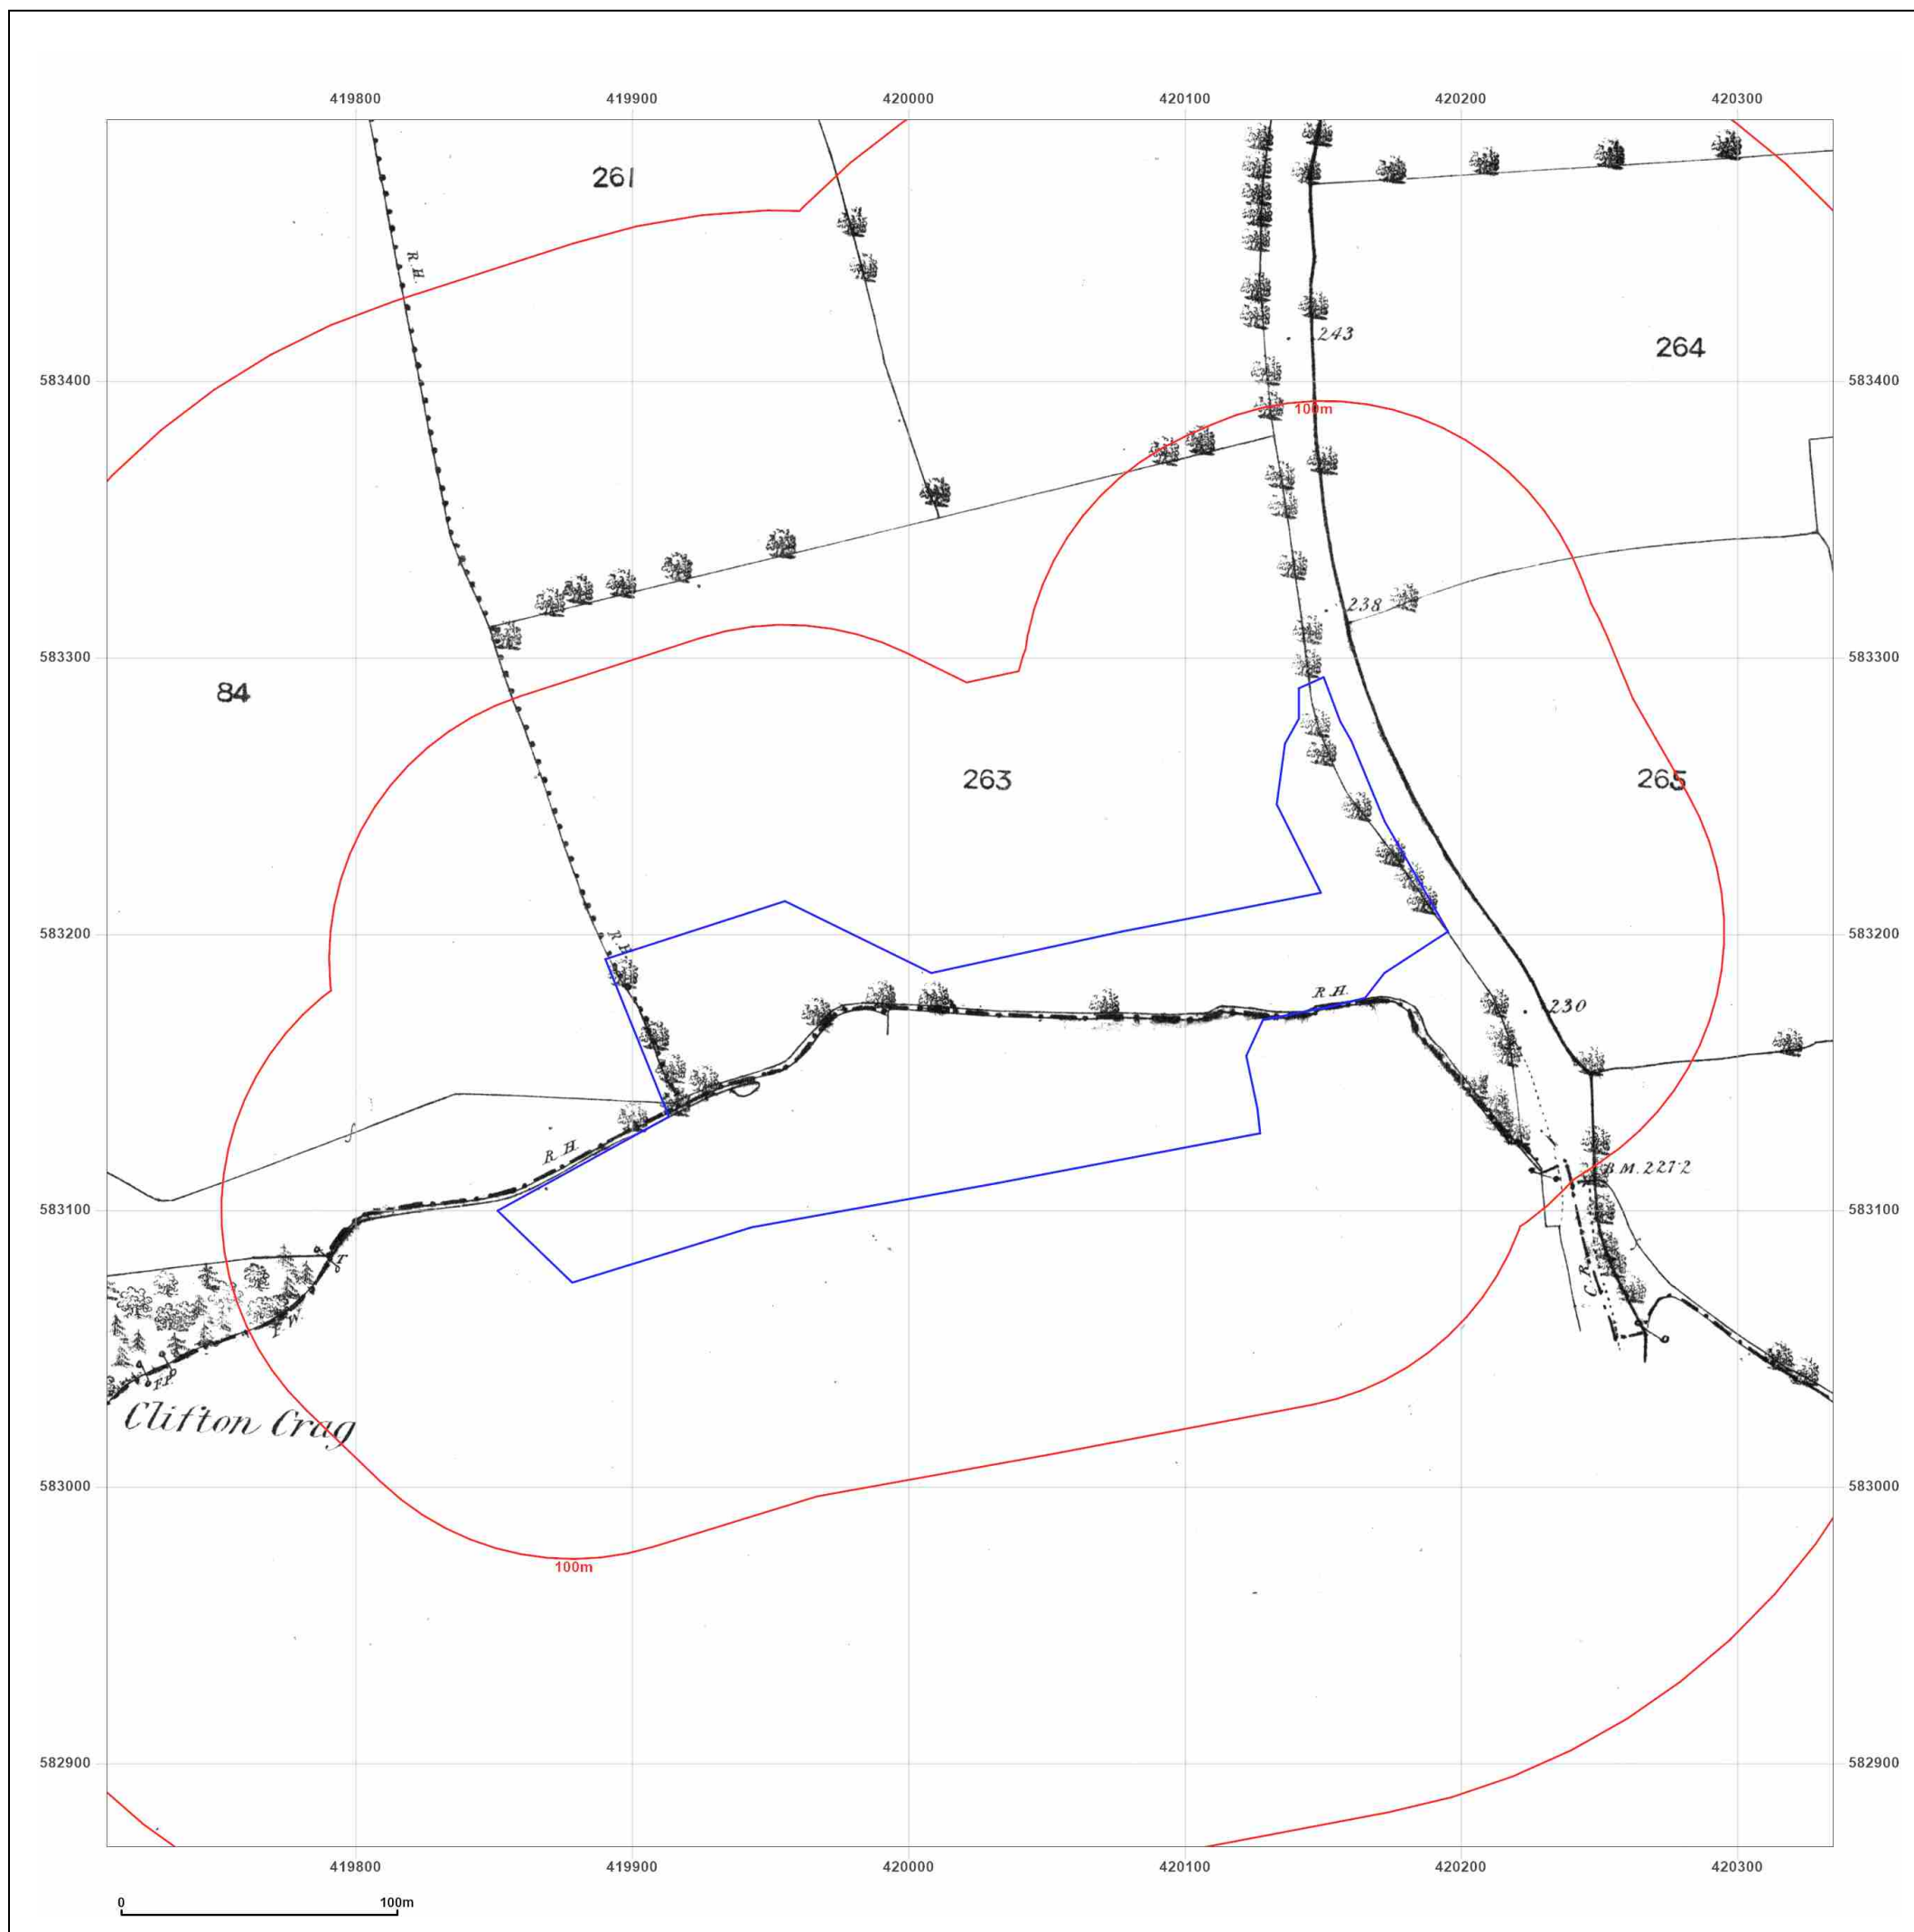 419800 419900 420000 420100 420200 420300
261
R.H.
243
264
583400 583400
100m
238
583300 583300
84
263
265
R.H.
583200 583200
R.H.
230
R.H.
B.M. 227·2
583100 583100
f
f
T
C.R.
F.W.
F.P.
Clifton Crag
583000 583000
100m
582900 582900
419800 419900 420000 420100 420200 420300
0 100m